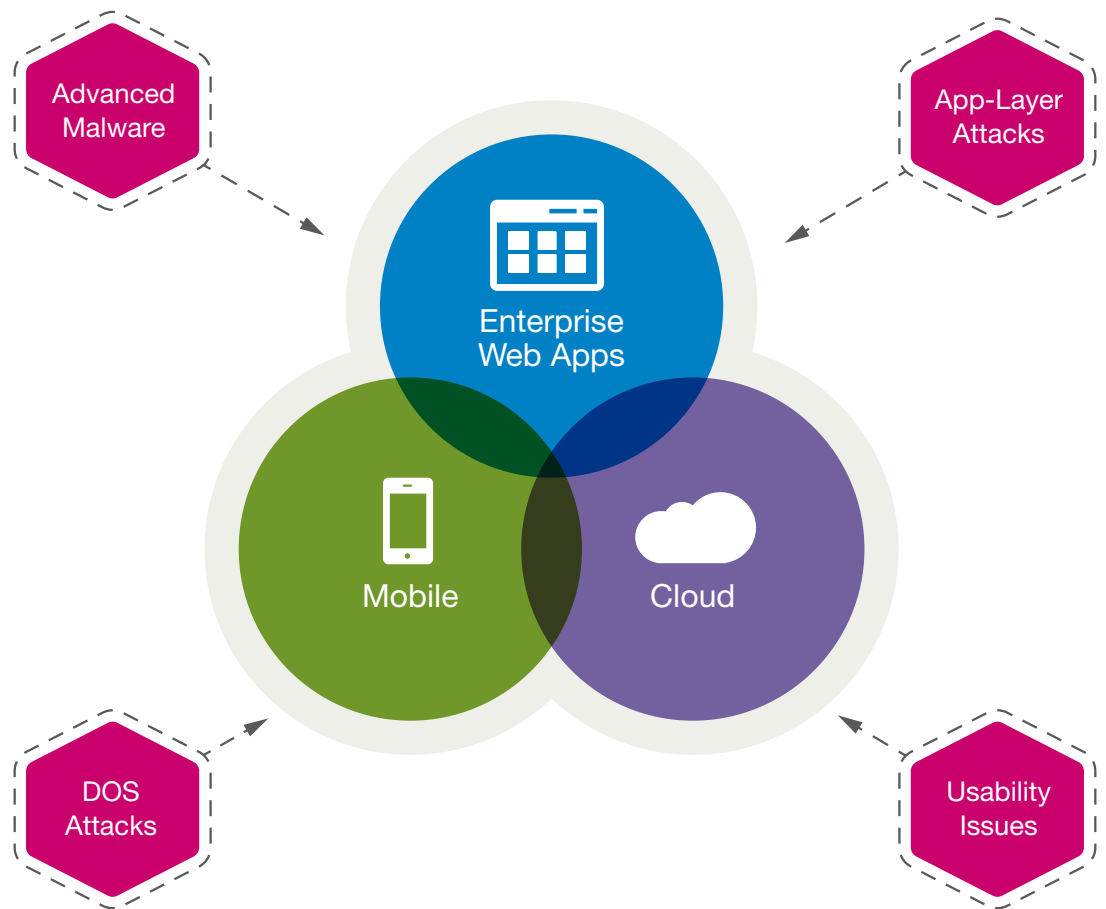 Advanced
Malware
App-Layer
Attacks
Enterprise
Web Apps
Mobile
Cloud
DOS
Attacks
Usability
Issues